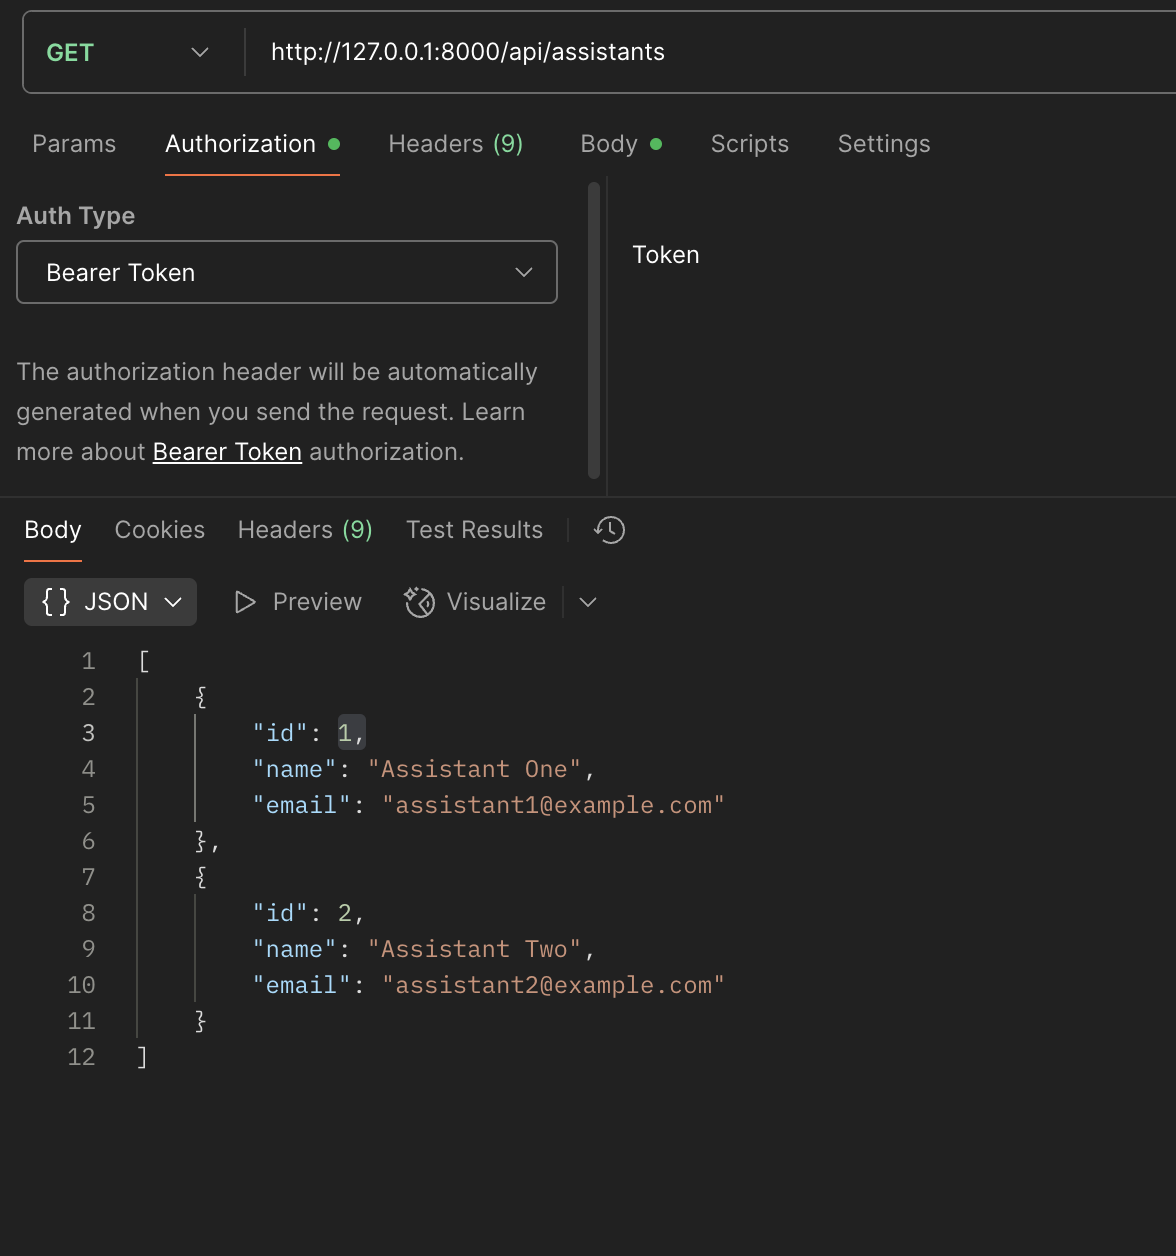 GET http://127.0.0.1:8000/api/assistants
Params Authorization Headers (9) Body Scripts Settings
Auth Type
Bearer Token
Token
The authorization header will be automatically
generated when you send the request. Learn
more about Bearer Token authorization.
Body Cookies Headers (9) Test Results
{} JSON Preview Visualize
1 [
2 {
3 "id": 1,
4 "name": "Assistant One",
5 "email": "assistant1@example.com"
6 },
7 {
8 "id": 2,
9 "name": "Assistant Two",
10 "email": "assistant2@example.com"
11 }
12 ]